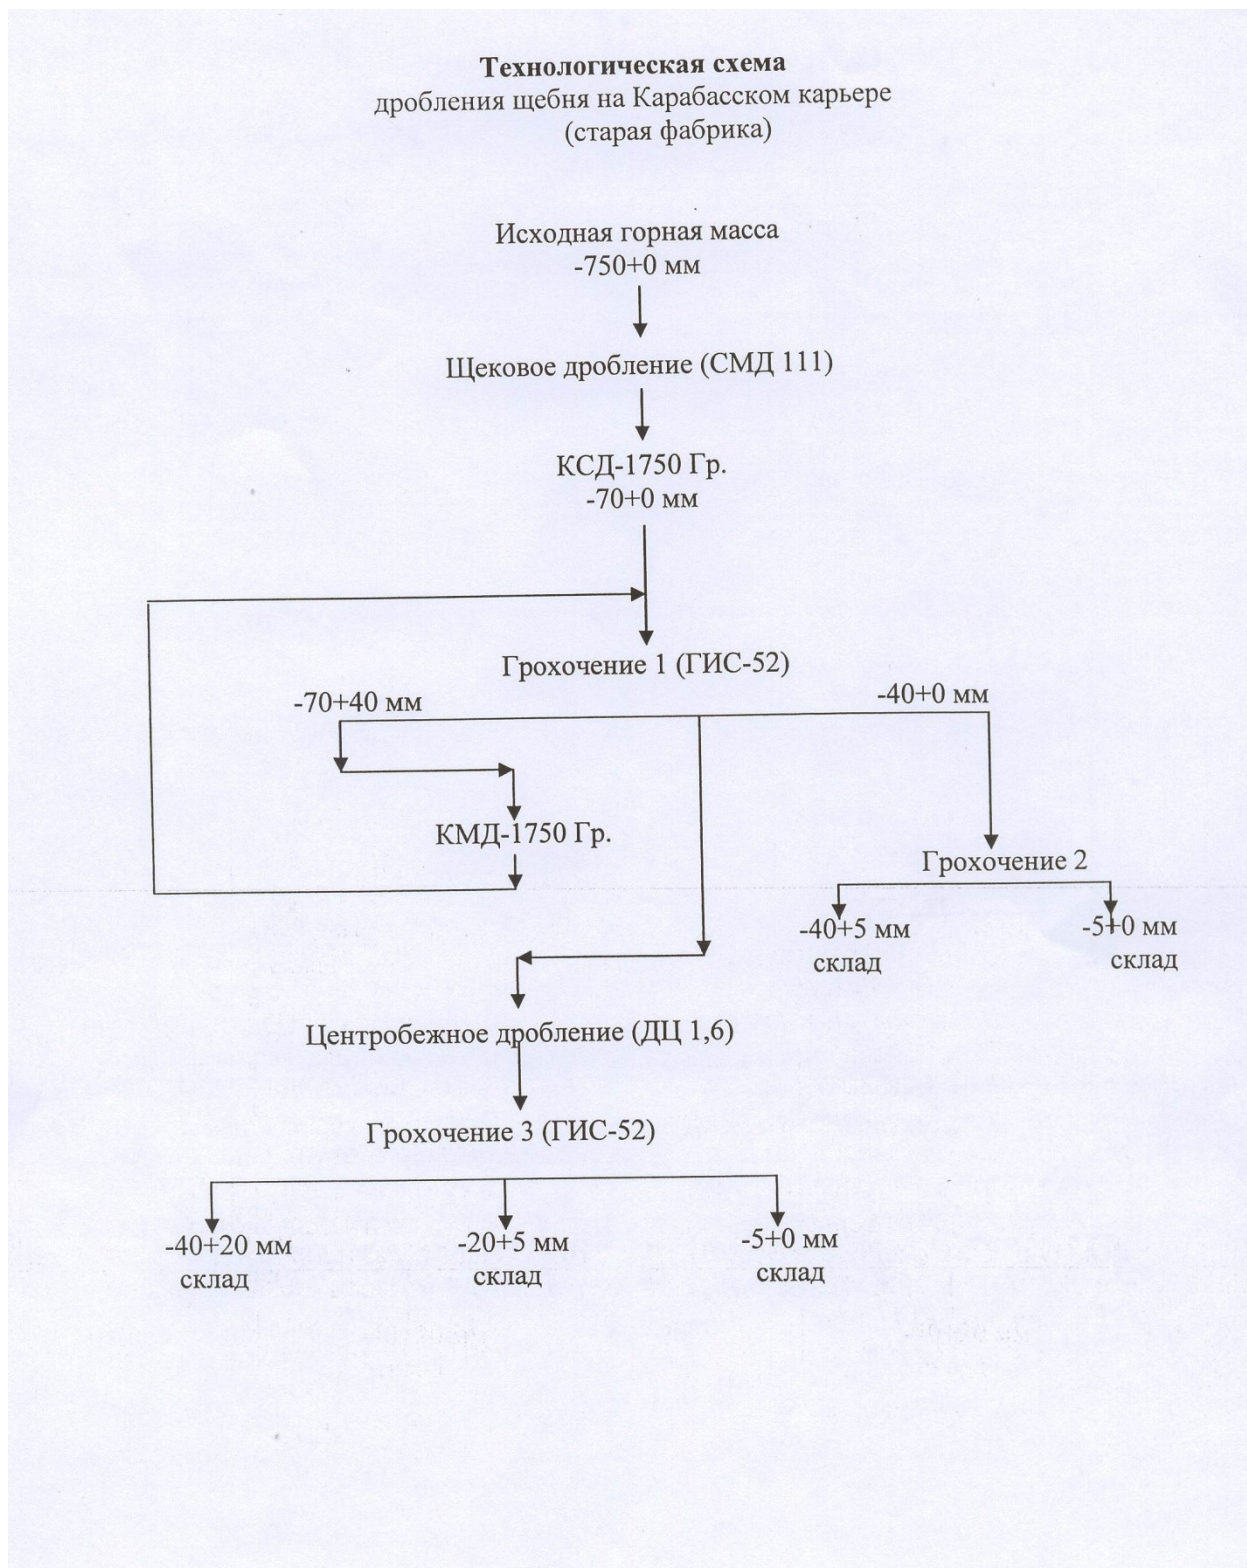 Технологическая схема
дробления щебня на Карабасском карьере
(старая фабрика)
Исходная горная масса
-750+0 мм
Щековое дробление (СМД 111)
КСД-1750 Гр.
-70+0 мм
Грохочение 1 (ГИС-52)
-70+40 мм
-40+0 мм
КМД-1750 Гр.
Грохочение 2
-40+5 мм
склад
-5+0 мм
склад
Центробежное дробление (ДЦ 1,6)
Грохочение 3 (ГИС-52)
-40+20 мм
склад
-20+5 мм
склад
-5+0 мм
склад